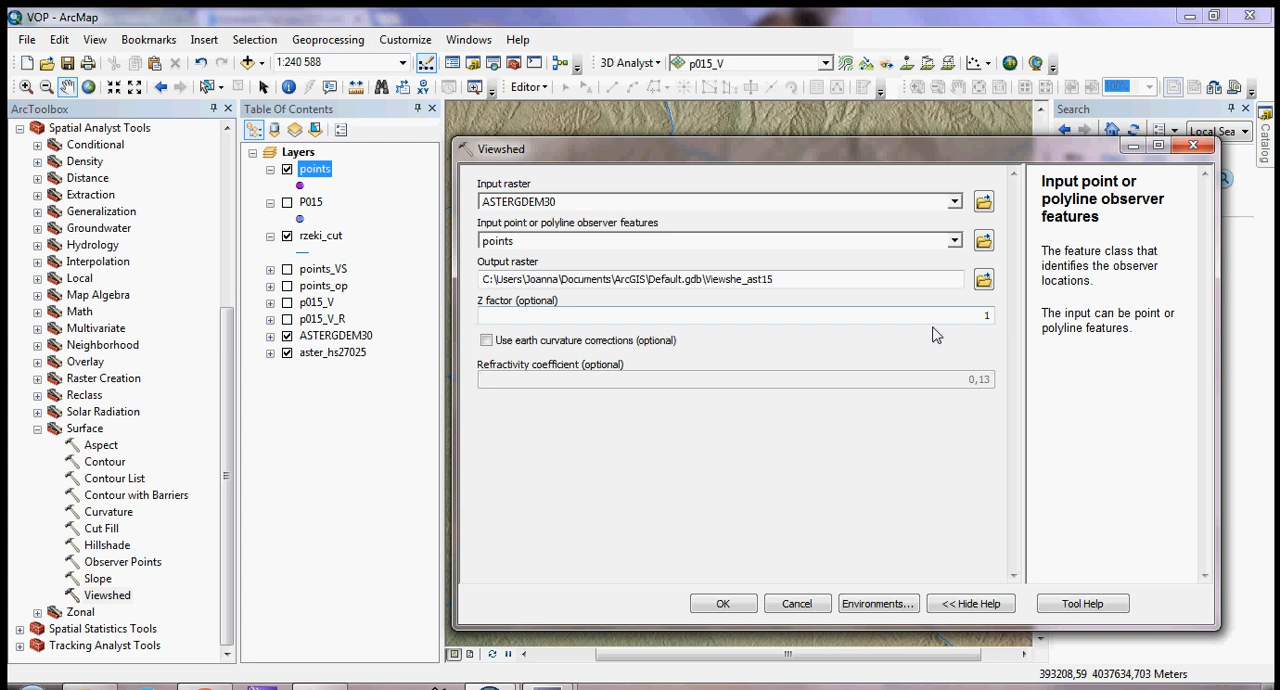 VOP - ArcMap
File Edit View Bookmarks Insert Selection Geoprocessing Customize Windows Help
1:240 588
3D Analyst
p015_V
Editor
100%
ArcToolbox
Spatial Analyst Tools
Conditional
Density
Distance
Extraction
Generalization
Groundwater
Hydrology
Interpolation
Local
Map Algebra
Math
Multivariate
Neighborhood
Overlay
Raster Creation
Reclass
Solar Radiation
Surface
Aspect
Contour
Contour List
Contour with Barriers
Curvature
Cut Fill
Hillshade
Observer Points
Slope
Viewshed
Zonal
Spatial Statistics Tools
Tracking Analyst Tools
Table Of Contents
Layers
points
P015
rzeki_cut
points_VS
points_op
p015_V
p015_V_R
ASTERGDEM30
aster_hs27025
Search
Local Sea
Catalog
Viewshed
Input raster
ASTERGDEM30
Input point or polyline observer features
points
Output raster
C:\Users\Joanna\Documents\ArcGIS\Default.gdb\Viewshe_ast15
Z factor (optional)
1
Use earth curvature corrections (optional)
Refractivity coefficient (optional)
0,13
OK Cancel Environments... << Hide Help Tool Help
Input point or
polyline observer
features
The feature class that
identifies the observer
locations.
The input can be point or
polyline features.
393208,59 4037634,703 Meters